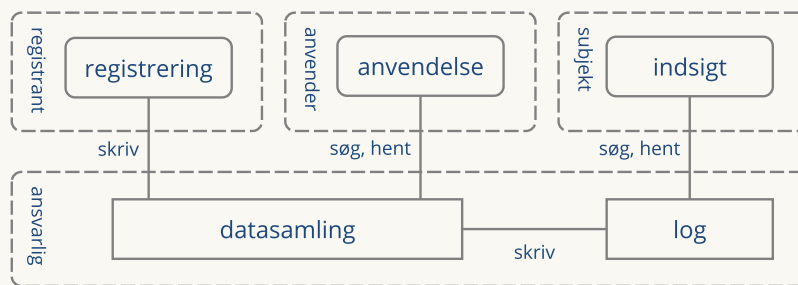 registrant
registrering
anvender
anvendelse
subjekt
indsigt
skriv
søg, hent
søg, hent
ansvarlig
datasamling
skriv
log